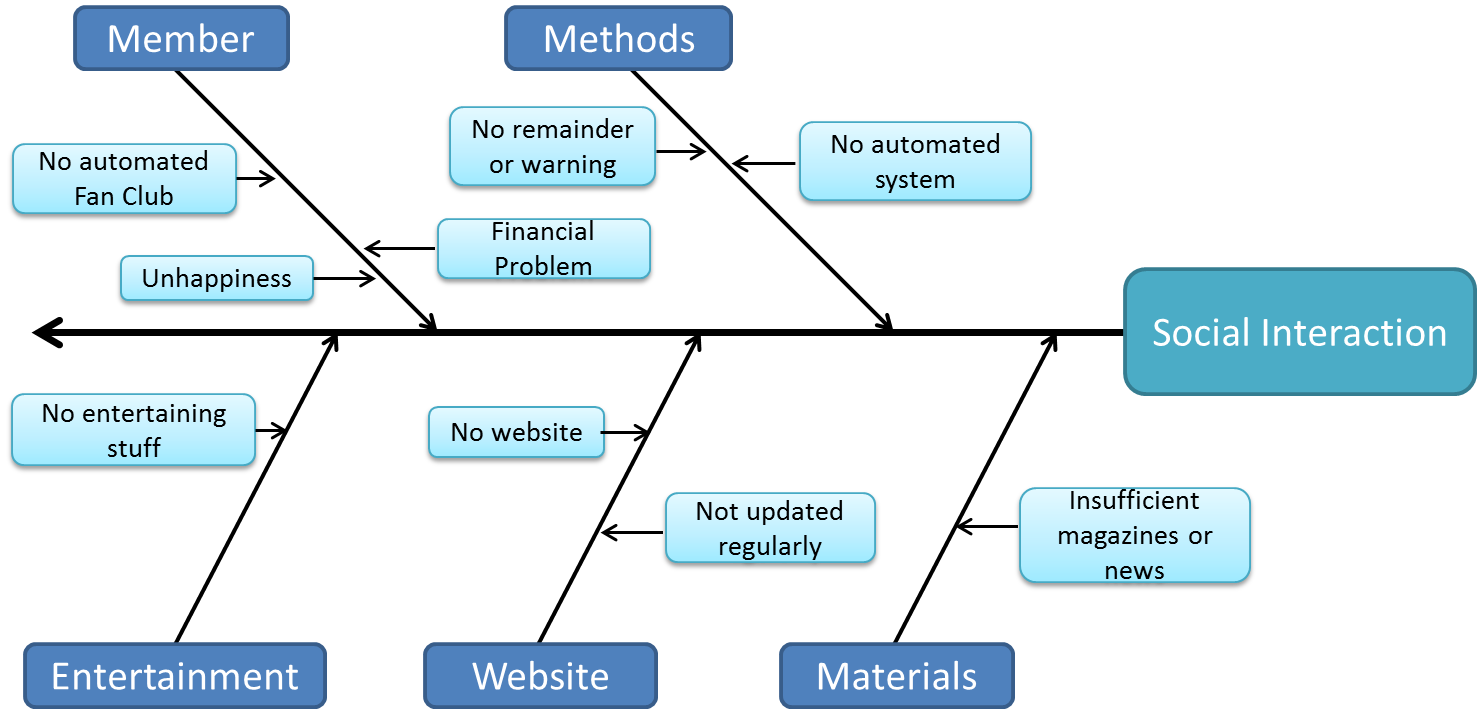 Member
Methods
No remainder
or warning
No automated
system
No automated
Fan Club
Financial
Problem
Unhappiness
Social Interaction
No entertaining
stuff
No website
Not updated
regularly
Insufficient
magazines or
news
Entertainment
Website
Materials